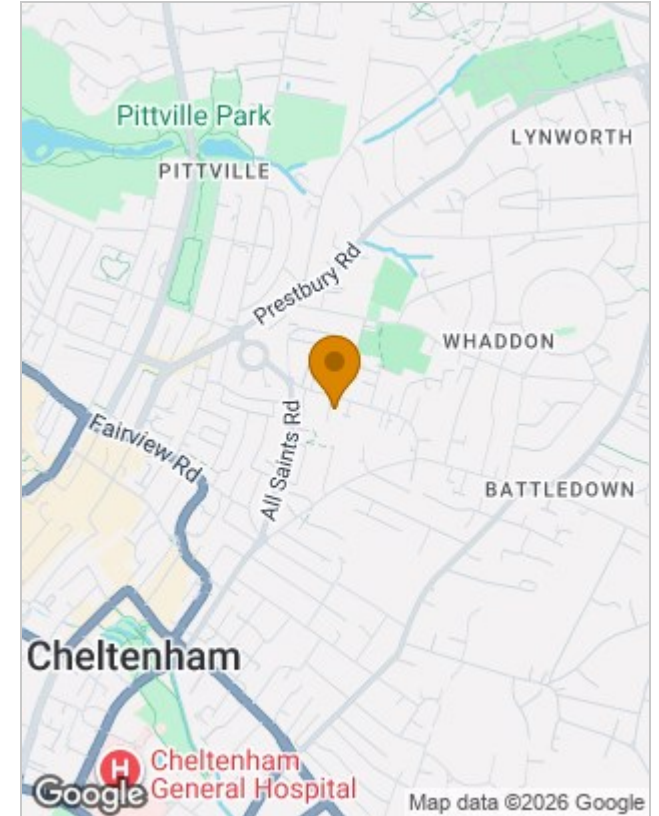 Pittville Park
LYNWORTH
PITTVILLE
Prestbury Rd
WHADDON
Fairview Rd
All Saints Rd
BATTLEDOWN
Cheltenham
H
Cheltenham
General Hospital
Google
Map data ©2026 Google